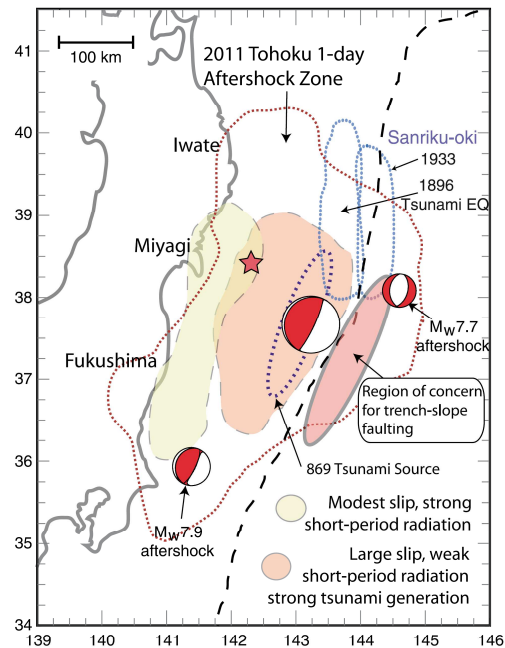 41
100 km
2011 Tohoku 1-day
Aftershock Zone
40
Iwate
Sanriku-oki
1933
1896
Tsunami EQ
39
Miyagi
38
Mw7.7
aftershock
Fukushima
37
Region of concern
for trench-slope
faulting
869 Tsunami Source
36
Modest slip, strong
short-period radiation
Mw7.9
aftershock
35
Large slip, weak
short-period radiation
strong tsunami generation
34
139 140 141 142 143 144 145 146